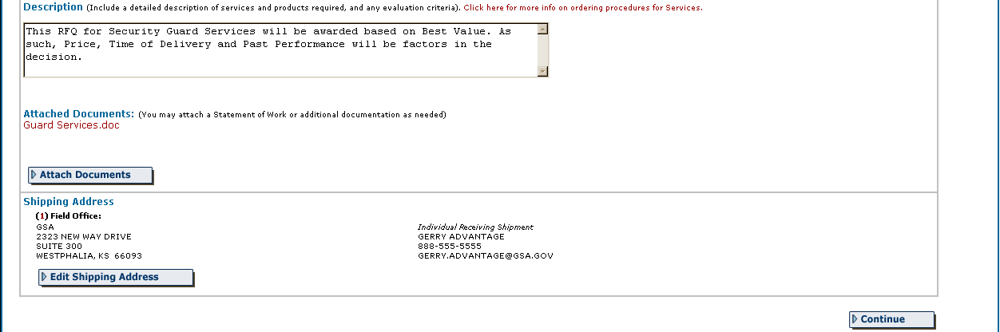 Description (Include a detailed description of services and products required, and any evaluation criteria). Click here for more info on ordering procedures for Services.
This RFQ for Security Guard Services will be awarded based on Best Value. As
such, Price, Time of Delivery and Past Performance will be factors in the
decision.
Attached Documents: (You may attach a Statement of Work or additional documentation as needed)
Guard Services.doc
Attach Documents
Shipping Address
(1) Field Office:
GSA
2323 NEW WAY DRIVE
SUITE 300
WESTPHALIA, KS 66093
Individual Receiving Shipment
GERRY ADVANTAGE
888-555-5555
GERRY.ADVANTAGE@GSA.GOV
Edit Shipping Address
Continue